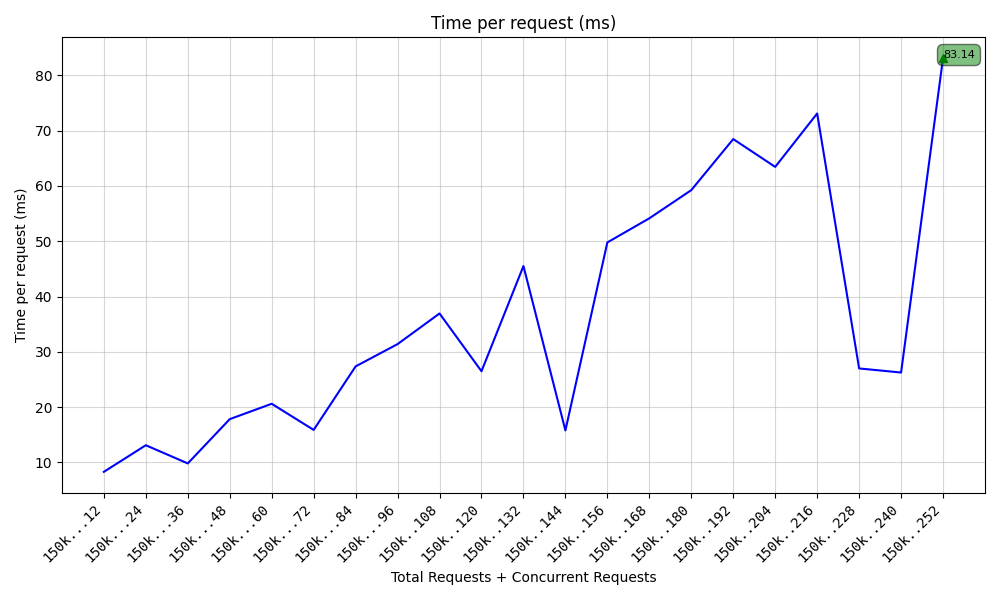 Time per request (ms)
83.14
Time per request (ms)
80
70
60
50
40
30
20
10
150k...12
150k...24
150k...36
150k...48
150k...60
150k...72
150k...84
150k...96
150k..108
150k..120
150k..132
150k..144
150k..156
150k..168
150k..180
150k..192
150k..204
150k..216
150k..228
150k..240
150k..252
Total Requests + Concurrent Requests